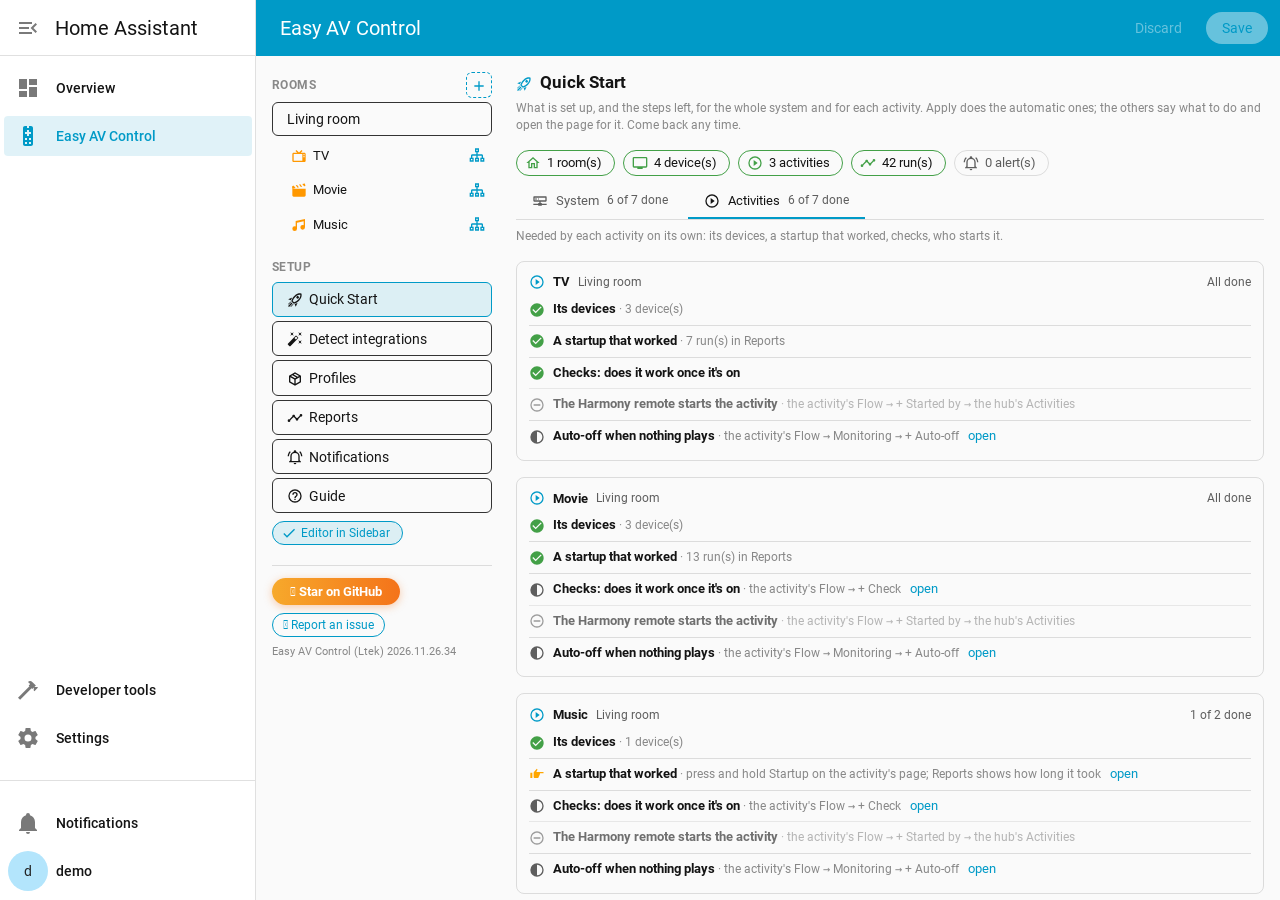 Home Assistant
Easy AV Control
Discard
Save
Overview
Easy AV Control
Developer tools
Settings
Notifications
d
demo
ROOMS
+
Living room
TV
Movie
Music
SETUP
Quick Start
Detect integrations
Profiles
Reports
Notifications
Guide
Editor in Sidebar
Star on GitHub
Report an issue
Easy AV Control (Ltek) 2026.11.26.34
Quick Start
What is set up, and the steps left, for the whole system and for each activity. Apply does the automatic ones; the others say what to do and
open the page for it. Come back any time.
1 room(s)
4 device(s)
3 activities
42 run(s)
0 alert(s)
System 6 of 7 done
Activities 6 of 7 done
Needed by each activity on its own: its devices, a startup that worked, checks, who starts it.
TV Living room All done
Its devices · 3 device(s)
A startup that worked · 7 run(s) in Reports
Checks: does it work once it's on
The Harmony remote starts the activity · the activity's Flow → + Started by → the hub's Activities
Auto-off when nothing plays · the activity's Flow → Monitoring → + Auto-off open
Movie Living room All done
Its devices · 3 device(s)
A startup that worked · 13 run(s) in Reports
Checks: does it work once it's on · the activity's Flow → + Check open
The Harmony remote starts the activity · the activity's Flow → + Started by → the hub's Activities
Auto-off when nothing plays · the activity's Flow → Monitoring → + Auto-off open
Music Living room 1 of 2 done
Its devices · 1 device(s)
A startup that worked · press and hold Startup on the activity's page; Reports shows how long it took open
Checks: does it work once it's on · the activity's Flow → + Check open
The Harmony remote starts the activity · the activity's Flow → + Started by → the hub's Activities
Auto-off when nothing plays · the activity's Flow → Monitoring → + Auto-off open